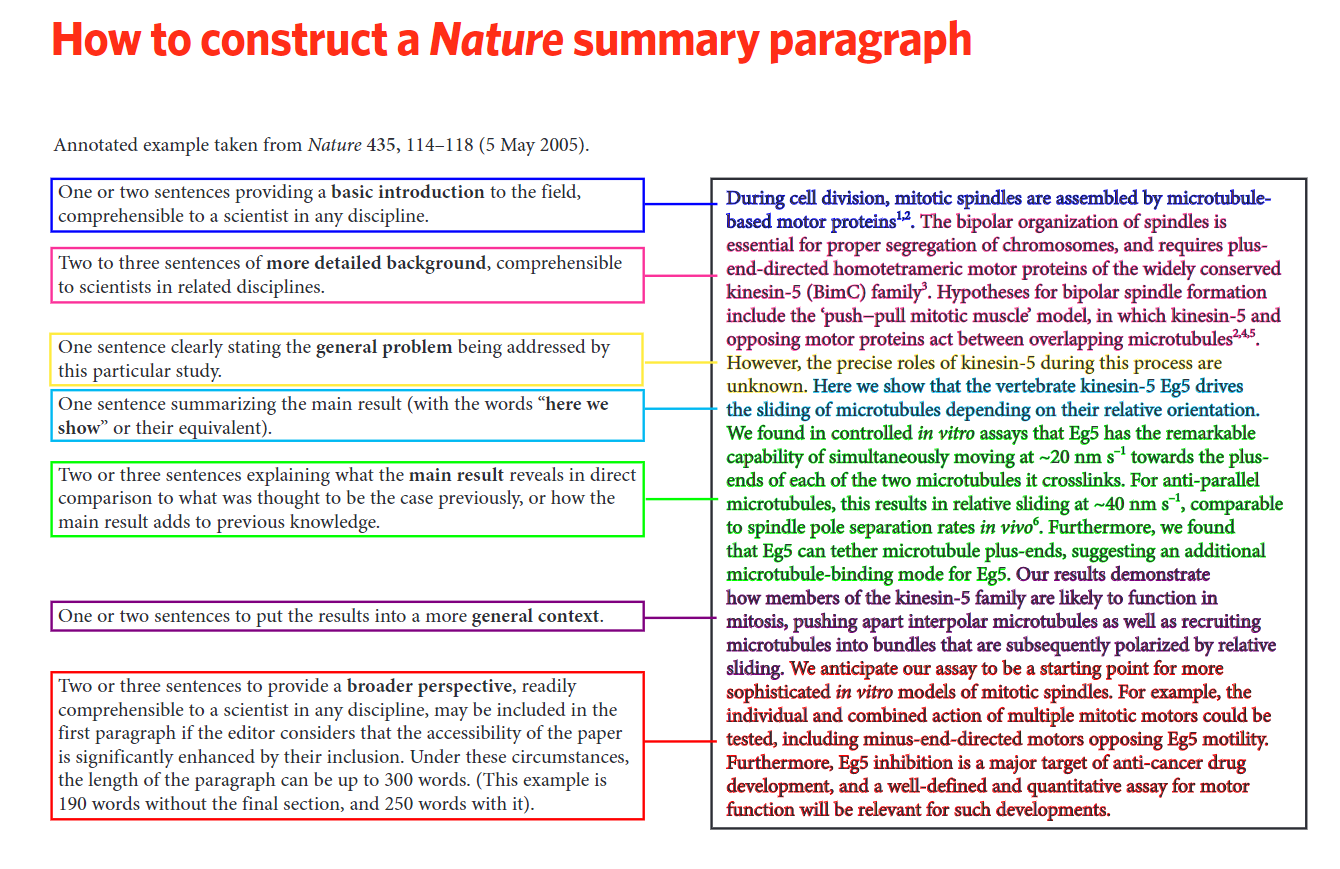 How to construct a Nature summary paragraph
Annotated example taken from Nature 435, 114–118 (5 May 2005).
One or two sentences providing a basic introduction to the field,
comprehensible to a scientist in any discipline.
Two to three sentences of more detailed background, comprehensible
to scientists in related disciplines.
One sentence clearly stating the general problem being addressed by
this particular study.
One sentence summarizing the main result (with the words “here we
show” or their equivalent).
Two or three sentences explaining what the main result reveals in direct
comparison to what was thought to be the case previously, or how the
main result adds to previous knowledge.
One or two sentences to put the results into a more general context.
Two or three sentences to provide a broader perspective, readily
comprehensible to a scientist in any discipline, may be included in the
first paragraph if the editor considers that the accessibility of the paper
is significantly enhanced by their inclusion. Under these circumstances,
the length of the paragraph can be up to 300 words. (This example is
190 words without the final section, and 250 words with it).
During cell division, mitotic spindles are assembled by microtubule-
based motor proteins¹,². The bipolar organization of spindles is
essential for proper segregation of chromosomes, and requires plus-
end-directed homotetrameric motor proteins of the widely conserved
kinesin-5 (BimC) family³. Hypotheses for bipolar spindle formation
include the ‘push–pull mitotic muscle’ model, in which kinesin-5 and
opposing motor proteins act between overlapping microtubules²,⁴,⁵.
However, the precise roles of kinesin-5 during this process are
unknown. Here we show that the vertebrate kinesin-5 Eg5 drives
the sliding of microtubules depending on their relative orientation.
We found in controlled in vitro assays that Eg5 has the remarkable
capability of simultaneously moving at ~20 nm s⁻¹ towards the plus-
ends of each of the two microtubules it crosslinks. For anti-parallel
microtubules, this results in relative sliding at ~40 nm s⁻¹, comparable
to spindle pole separation rates in vivo⁶. Furthermore, we found
that Eg5 can tether microtubule plus-ends, suggesting an additional
microtubule-binding mode for Eg5. Our results demonstrate
how members of the kinesin-5 family are likely to function in
mitosis, pushing apart interpolar microtubules as well as recruiting
microtubules into bundles that are subsequently polarized by relative
sliding. We anticipate our assay to be a starting point for more
sophisticated in vitro models of mitotic spindles. For example, the
individual and combined action of multiple mitotic motors could be
tested, including minus-end-directed motors opposing Eg5 motility.
Furthermore, Eg5 inhibition is a major target of anti-cancer drug
development, and a well-defined and quantitative assay for motor
function will be relevant for such developments.